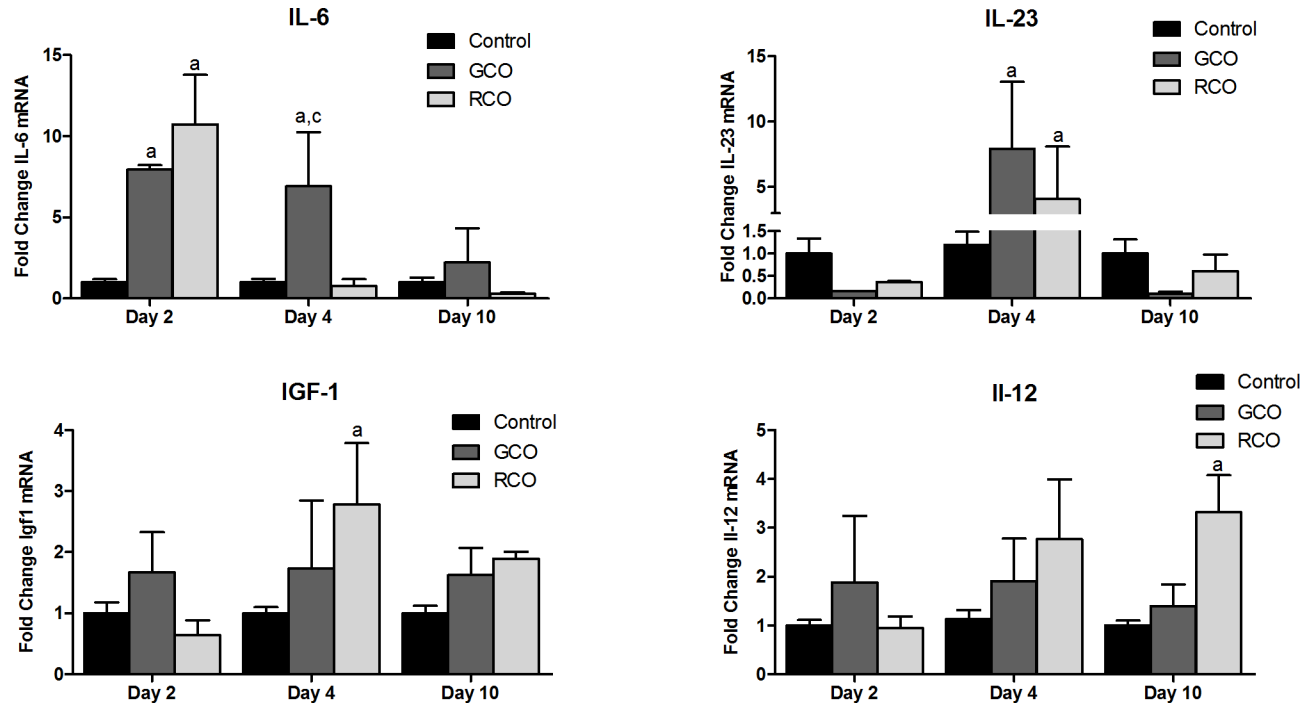 IL-6
Control
GCO
RCO
Fold Change IL-6 mRNA
15
10
5
0
a
a
a,c
Day 2
Day 4
Day 10
IL-23
Control
GCO
RCO
Fold Change IL-23 mRNA
15
10
5
1.5
1.0
0.5
0.0
a
a
Day 2
Day 4
Day 10
IGF-1
Control
GCO
RCO
Fold Change Igf1 mRNA
4
3
2
1
0
a
Day 2
Day 4
Day 10
Il-12
Control
GCO
RCO
Fold Change Il-12 mRNA
5
4
3
2
1
0
a
Day 2
Day 4
Day 10